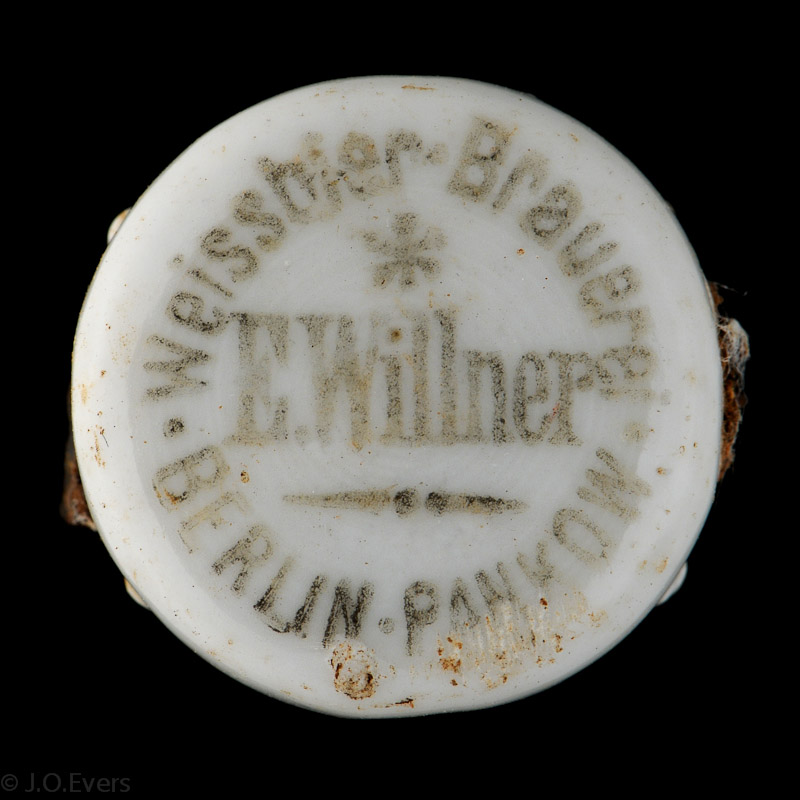 Weissbier-Brauerei
*
E. Willner
• BERLIN • PANKOW •
© J.O.Evers